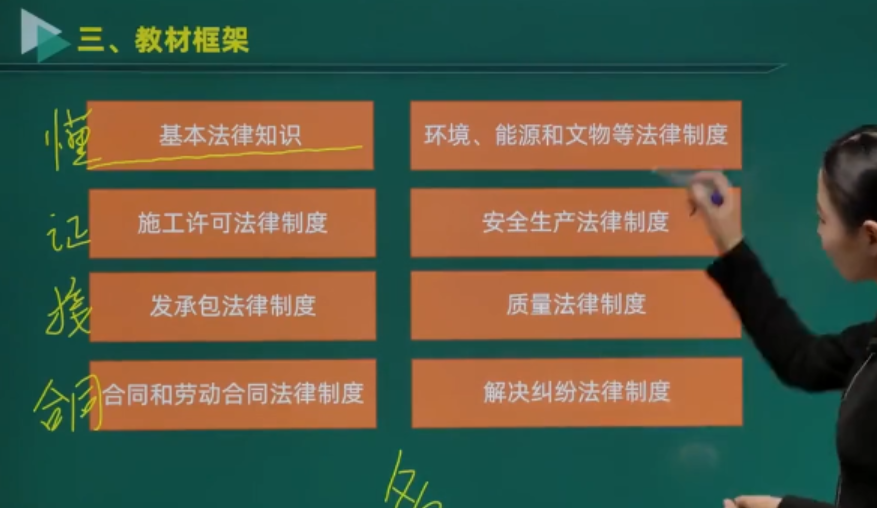 三、教材框架
懂
基本法律知识
环境、能源和文物等法律制度
证
施工许可法律制度
安全生产法律制度
接
发承包法律制度
质量法律制度
合同
合同和劳动合同法律制度
解决纠纷法律制度